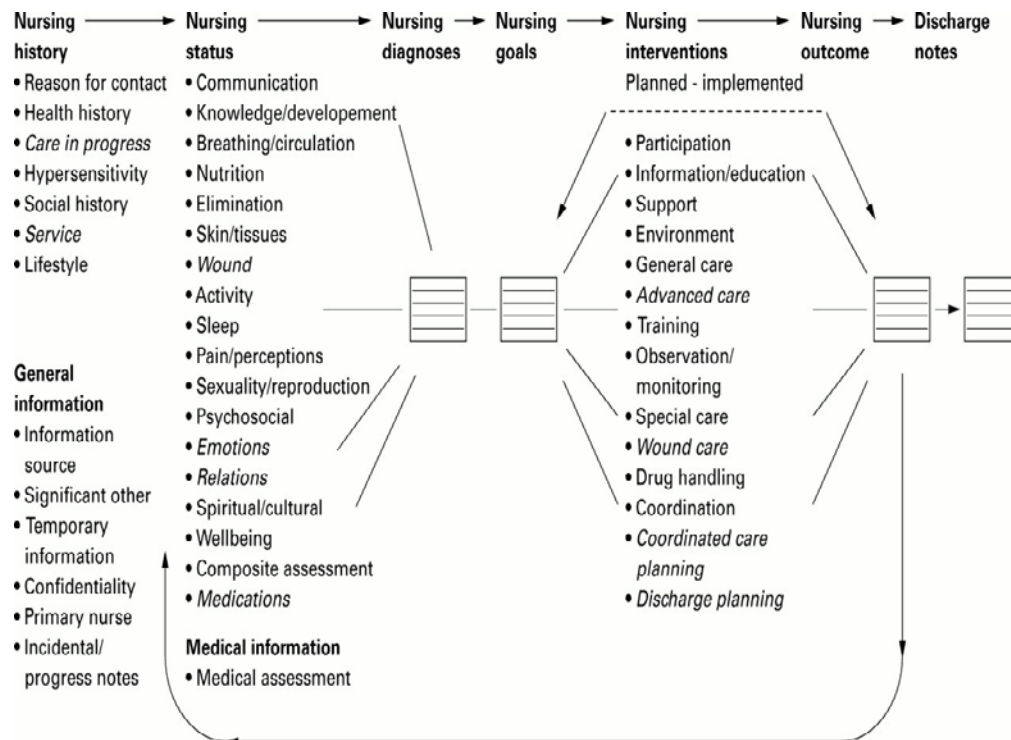 Nursing history
• Reason for contact
• Health history
• Care in progress
• Hypersensitivity
• Social history
• Service
• Lifestyle
General
information
• Information
source
• Significant other
• Temporary
information
• Confidentiality
• Primary nurse
• Incidental/
progress notes
Nursing
status
• Communication
• Knowledge/developement
• Breathing/circulation
• Nutrition
• Elimination
• Skin/tissues
• Wound
• Activity
• Sleep
• Pain/perceptions
• Sexuality/reproduction
• Psychosocial
• Emotions
• Relations
• Spiritual/cultural
• Wellbeing
• Composite assessment
• Medications
Medical information
• Medical assessment
Nursing
diagnoses
Nursing
goals
Nursing
interventions
Planned - implemented
• Participation
• Information/education
• Support
• Environment
• General care
• Advanced care
• Training
• Observation/
monitoring
• Special care
• Wound care
• Drug handling
• Coordination
• Coordinated care
planning
• Discharge planning
Nursing
outcome
Discharge
notes